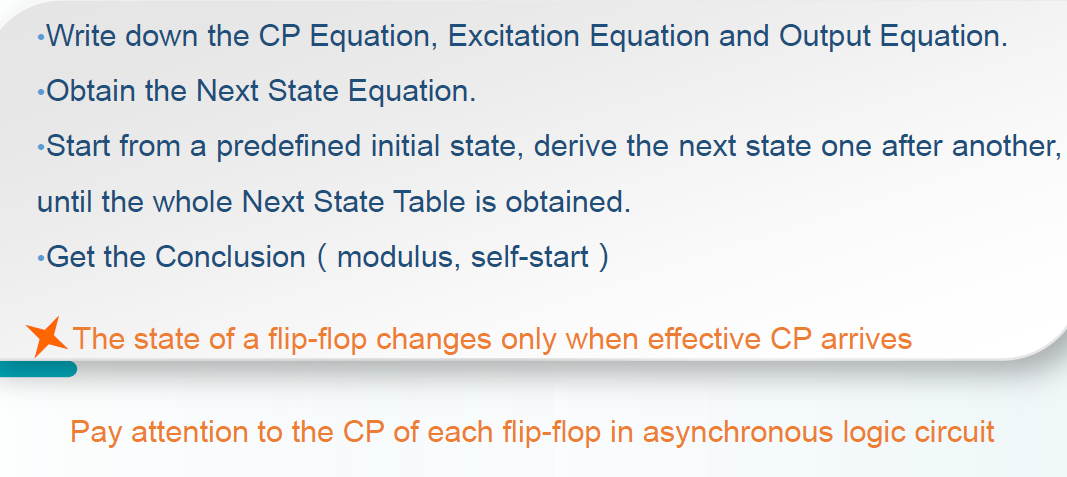 •Write down the CP Equation, Excitation Equation and Output Equation.
•Obtain the Next State Equation.
•Start from a predefined initial state, derive the next state one after another,
until the whole Next State Table is obtained.
•Get the Conclusion（modulus, self-start）
The state of a flip-flop changes only when effective CP arrives
Pay attention to the CP of each flip-flop in asynchronous logic circuit